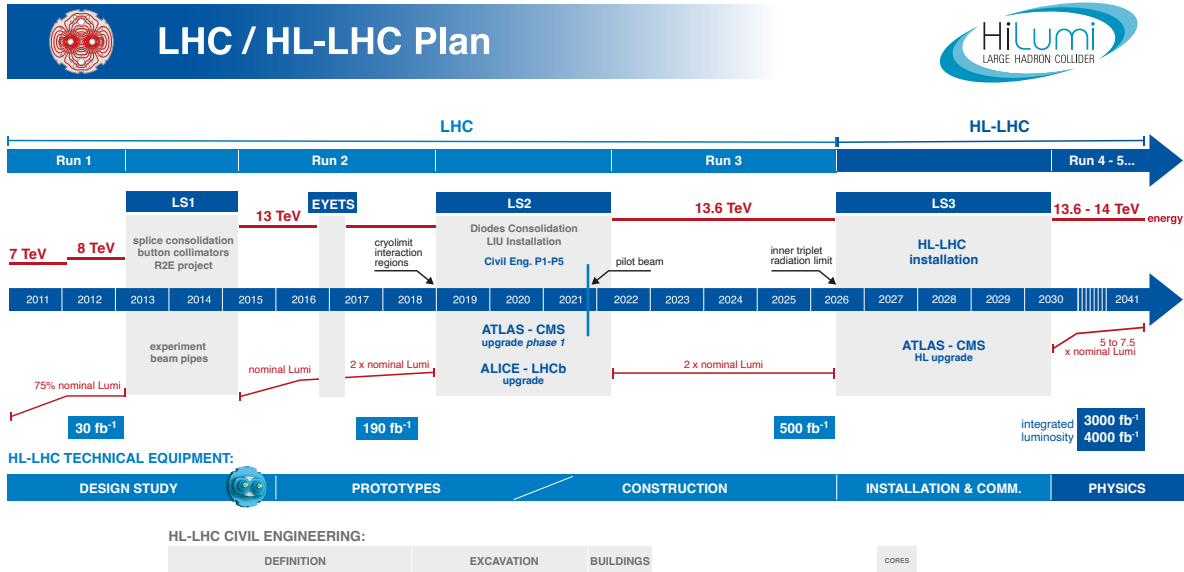 LHC / HL-LHC Plan
HiLumi
LARGE HADRON COLLIDER
LHC
HL-LHC
Run 1
Run 2
Run 3
Run 4 - 5...
LS1
EYETS
LS2
LS3
13 TeV
13.6 TeV
13.6 - 14 TeV
energy
7 TeV
8 TeV
splice consolidation
button collimators
R2E project
cryolimit
interaction
regions
Diodes Consolidation
LIU Installation
Civil Eng. P1-P5
pilot beam
inner triplet
radiation limit
HL-LHC
installation
2011 2012 2013 2014 2015 2016 2017 2018 2019 2020 2021 2022 2023 2024 2025 2026 2027 2028 2029 2030 2041
experiment
beam pipes
ATLAS - CMS
upgrade phase 1
ALICE - LHCb
upgrade
ATLAS - CMS
HL upgrade
5 to 7.5
x nominal Lumi
75% nominal Lumi
nominal Lumi
2 x nominal Lumi
2 x nominal Lumi
30 fb-1
190 fb-1
500 fb-1
integrated
luminosity
3000 fb-1
4000 fb-1
HL-LHC TECHNICAL EQUIPMENT:
DESIGN STUDY
PROTOTYPES
CONSTRUCTION
INSTALLATION & COMM.
PHYSICS
HL-LHC CIVIL ENGINEERING:
DEFINITION
EXCAVATION
BUILDINGS
CORES